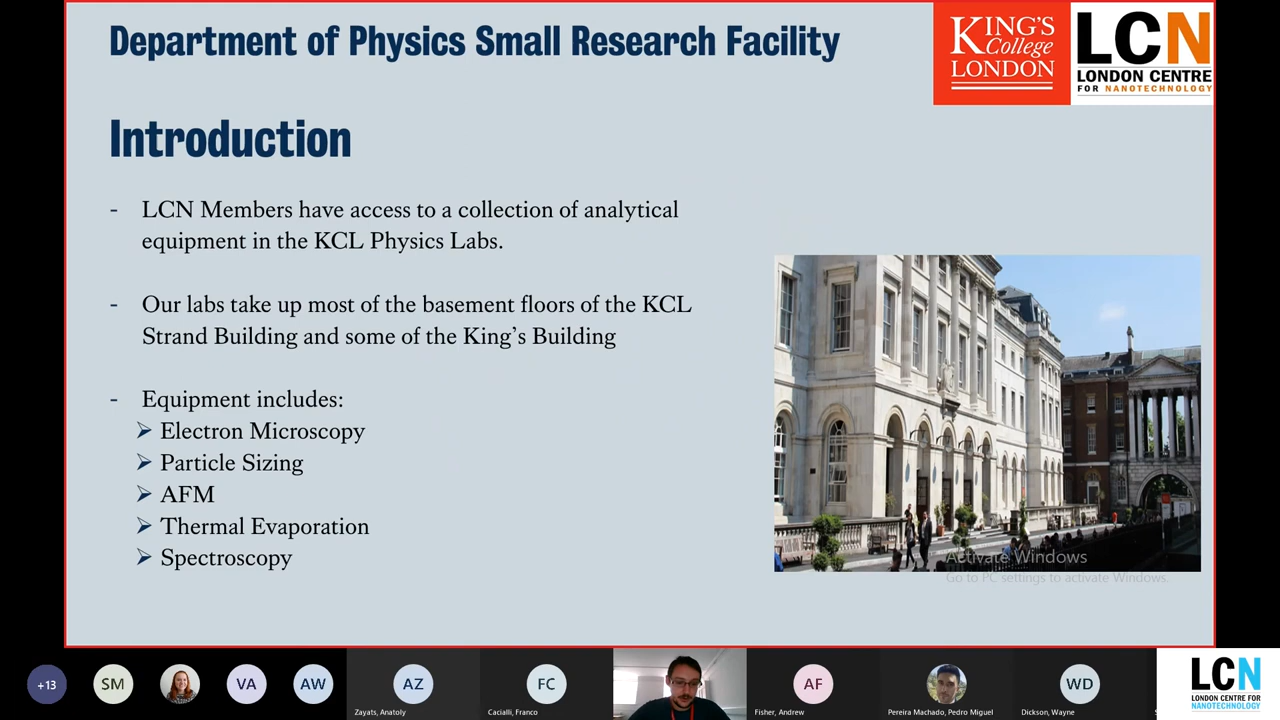 Department of Physics Small Research Facility
KING'S
College
LONDON
LCN
LONDON CENTRE
FOR NANOTECHNOLOGY
Introduction
- LCN Members have access to a collection of analytical
equipment in the KCL Physics Labs.
- Our labs take up most of the basement floors of the KCL
Strand Building and some of the King's Building
- Equipment includes:
➢ Electron Microscopy
➢ Particle Sizing
➢ AFM
➢ Thermal Evaporation
➢ Spectroscopy
Activate Windows
Go to PC settings to activate Windows.
+13
SM
VA
AW
AZ
Zayats, Anatoly
FC
Cacialli, Franco
AF
Fisher, Andrew
Pereira Machado, Pedro Miguel
WD
Dickson, Wayne
LCN
LONDON CENTRE FOR
NANOTECHNOLOGY